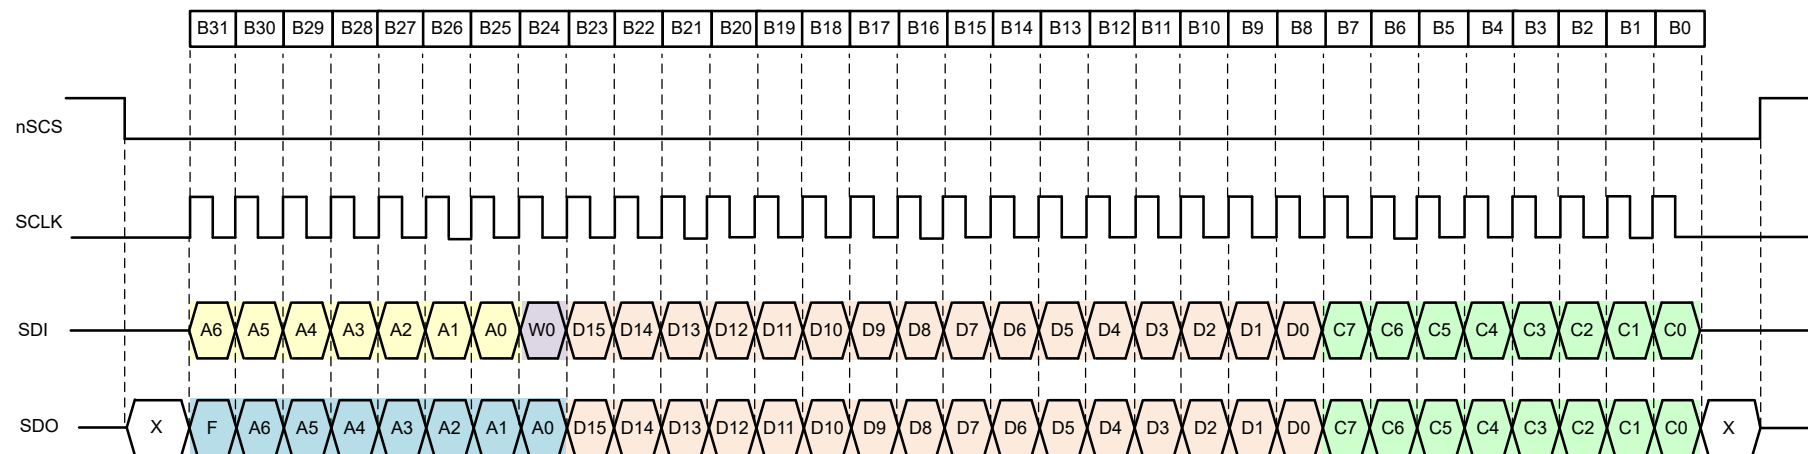 B31 B30 B29 B28 B27 B26 B25 B24 B23 B22 B21 B20 B19 B18 B17 B16 B15 B14 B13 B12 B11 B10 B9 B8 B7 B6 B5 B4 B3 B2 B1 B0
nSCS
SCLK
SDI A6 A5 A4 A3 A2 A1 A0 W0 D15 D14 D13 D12 D11 D10 D9 D8 D7 D6 D5 D4 D3 D2 D1 D0 C7 C6 C5 C4 C3 C2 C1 C0
SDO X F A6 A5 A4 A3 A2 A1 A0 D15 D14 D13 D12 D11 D10 D9 D8 D7 D6 D5 D4 D3 D2 D1 D0 C7 C6 C5 C4 C3 C2 C1 C0 X